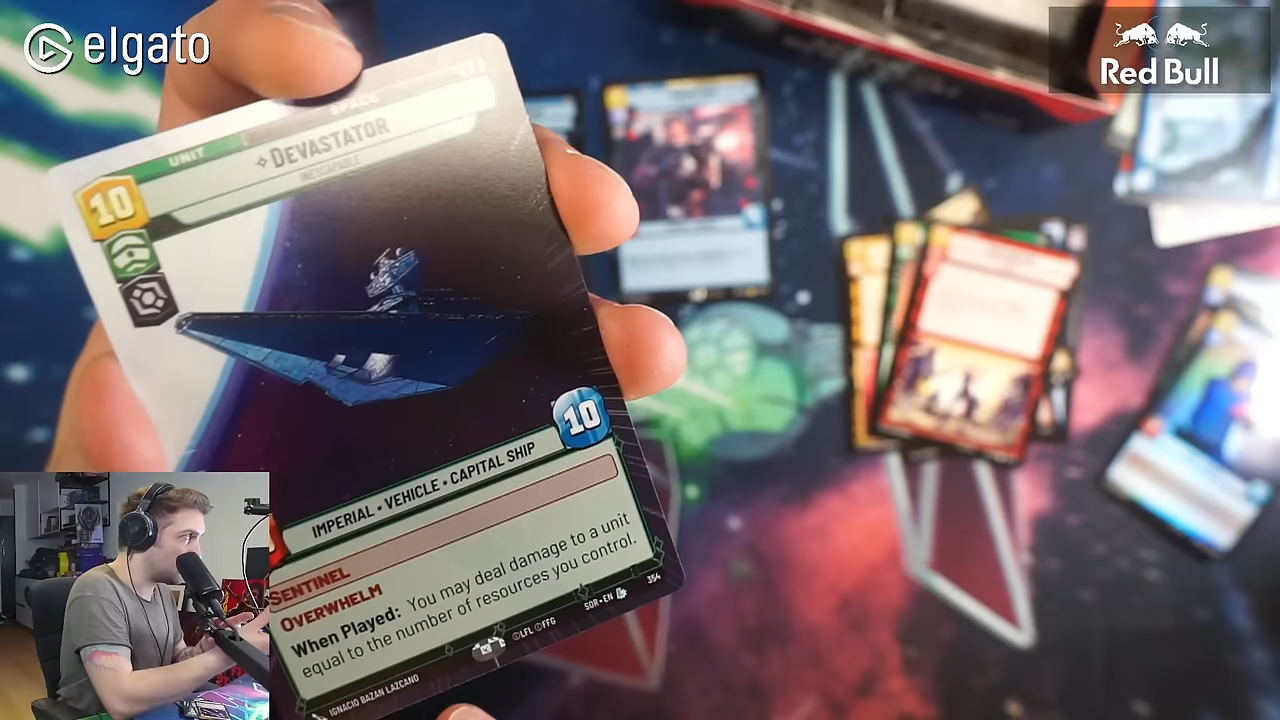 elgato
Red Bull
SPACE
UNIT
DEVASTATOR
INESCAPABLE
10
10
IMPERIAL • VEHICLE • CAPITAL SHIP
SENTINEL
OVERWHELM
When Played: You may deal damage to a unit
equal to the number of resources you control.
354
SOR • EN
©LFL ©FFG
IGNACIO BAZAN LAZCANO